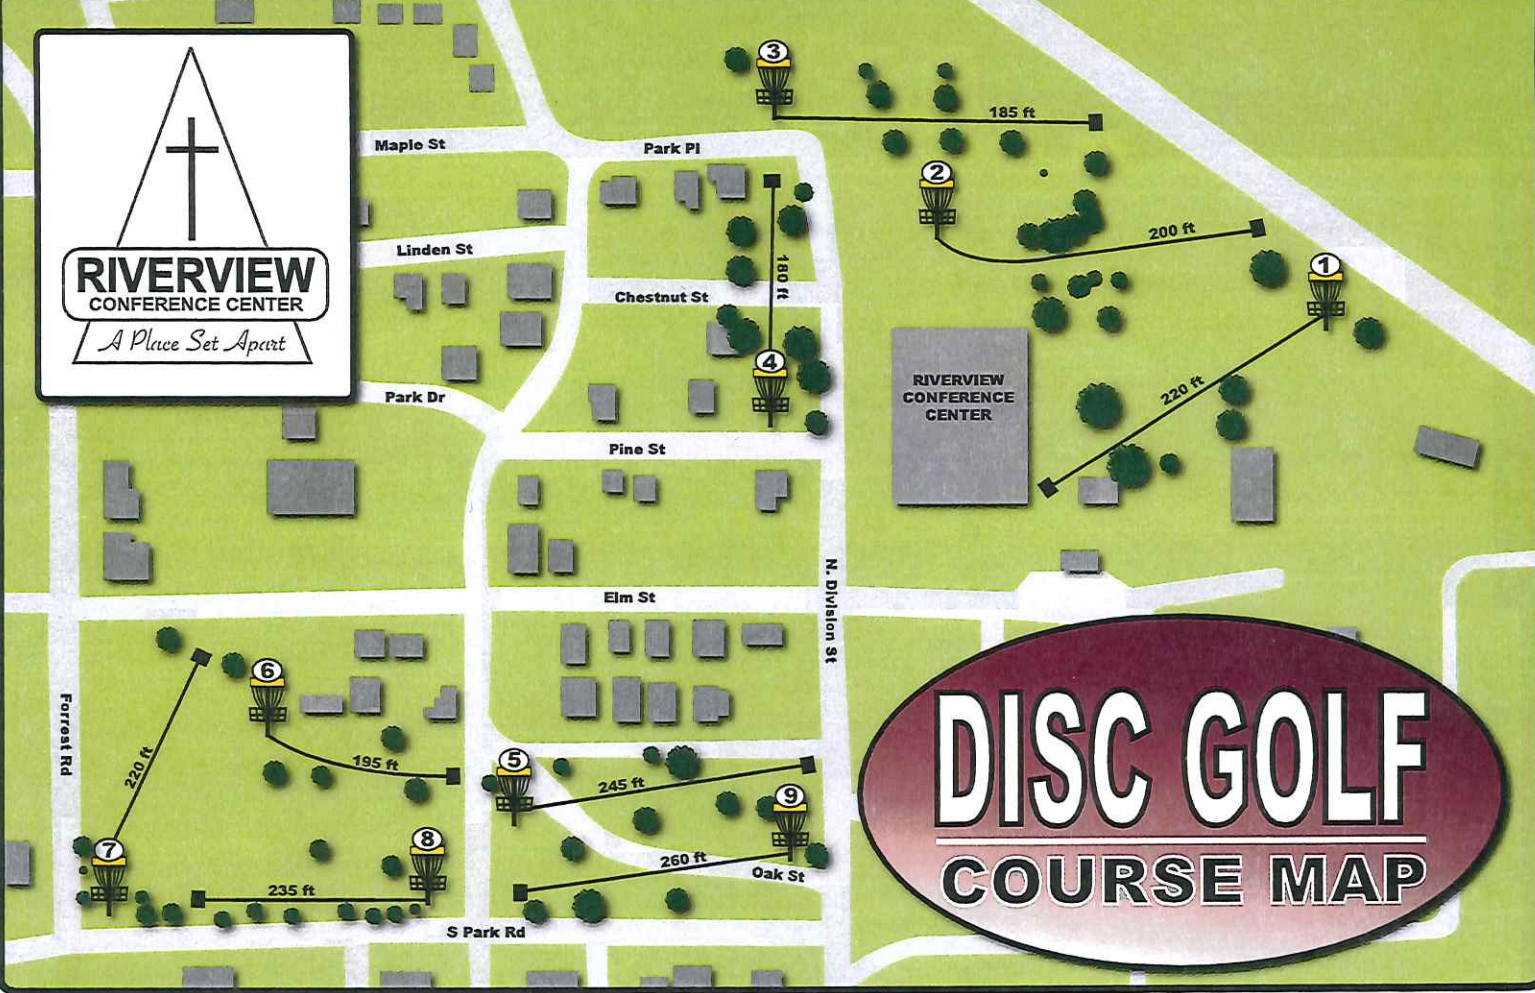 RIVERVIEW
CONFERENCE CENTER
A Place Set Apart
Maple St
Park Pl
Linden St
Chestnut St
Park Dr
Pine St
Elm St
N. Division St
Forrest Rd
Oak St
S Park Rd
3
185 ft
2
200 ft
1
220 ft
180 ft
4
RIVERVIEW
CONFERENCE
CENTER
6
195 ft
220 ft
7
8
235 ft
5
245 ft
9
260 ft
DISC GOLF
COURSE MAP